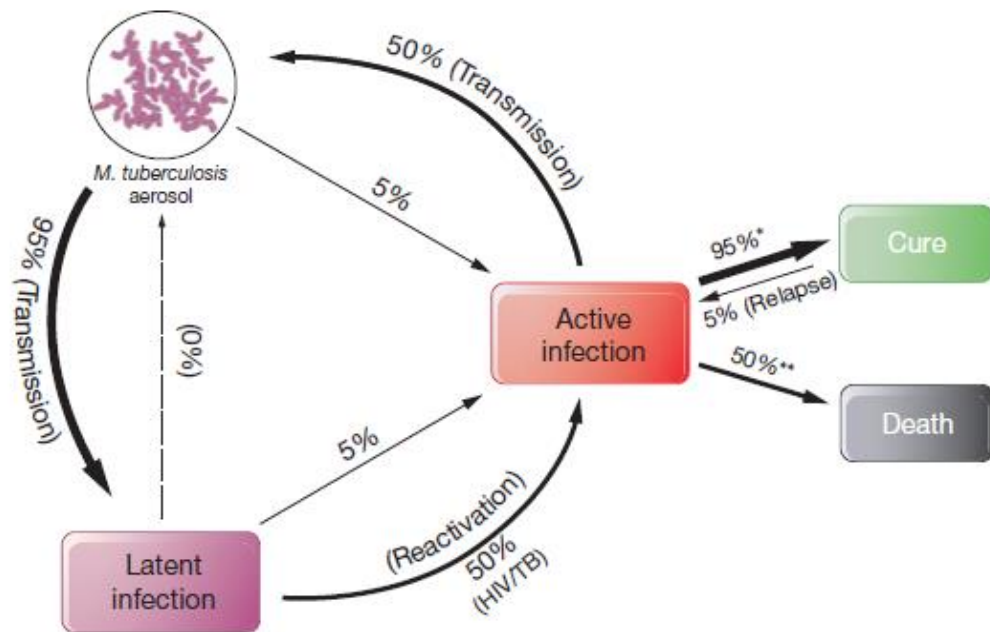 50% (Transmission)
M. tuberculosis
aerosol
5%
95% (Transmission)
(0%)
95%*
Cure
5% (Relapse)
Active
infection
50%**
Death
5%
(Reactivation)
50%
(HIV/TB)
Latent
infection